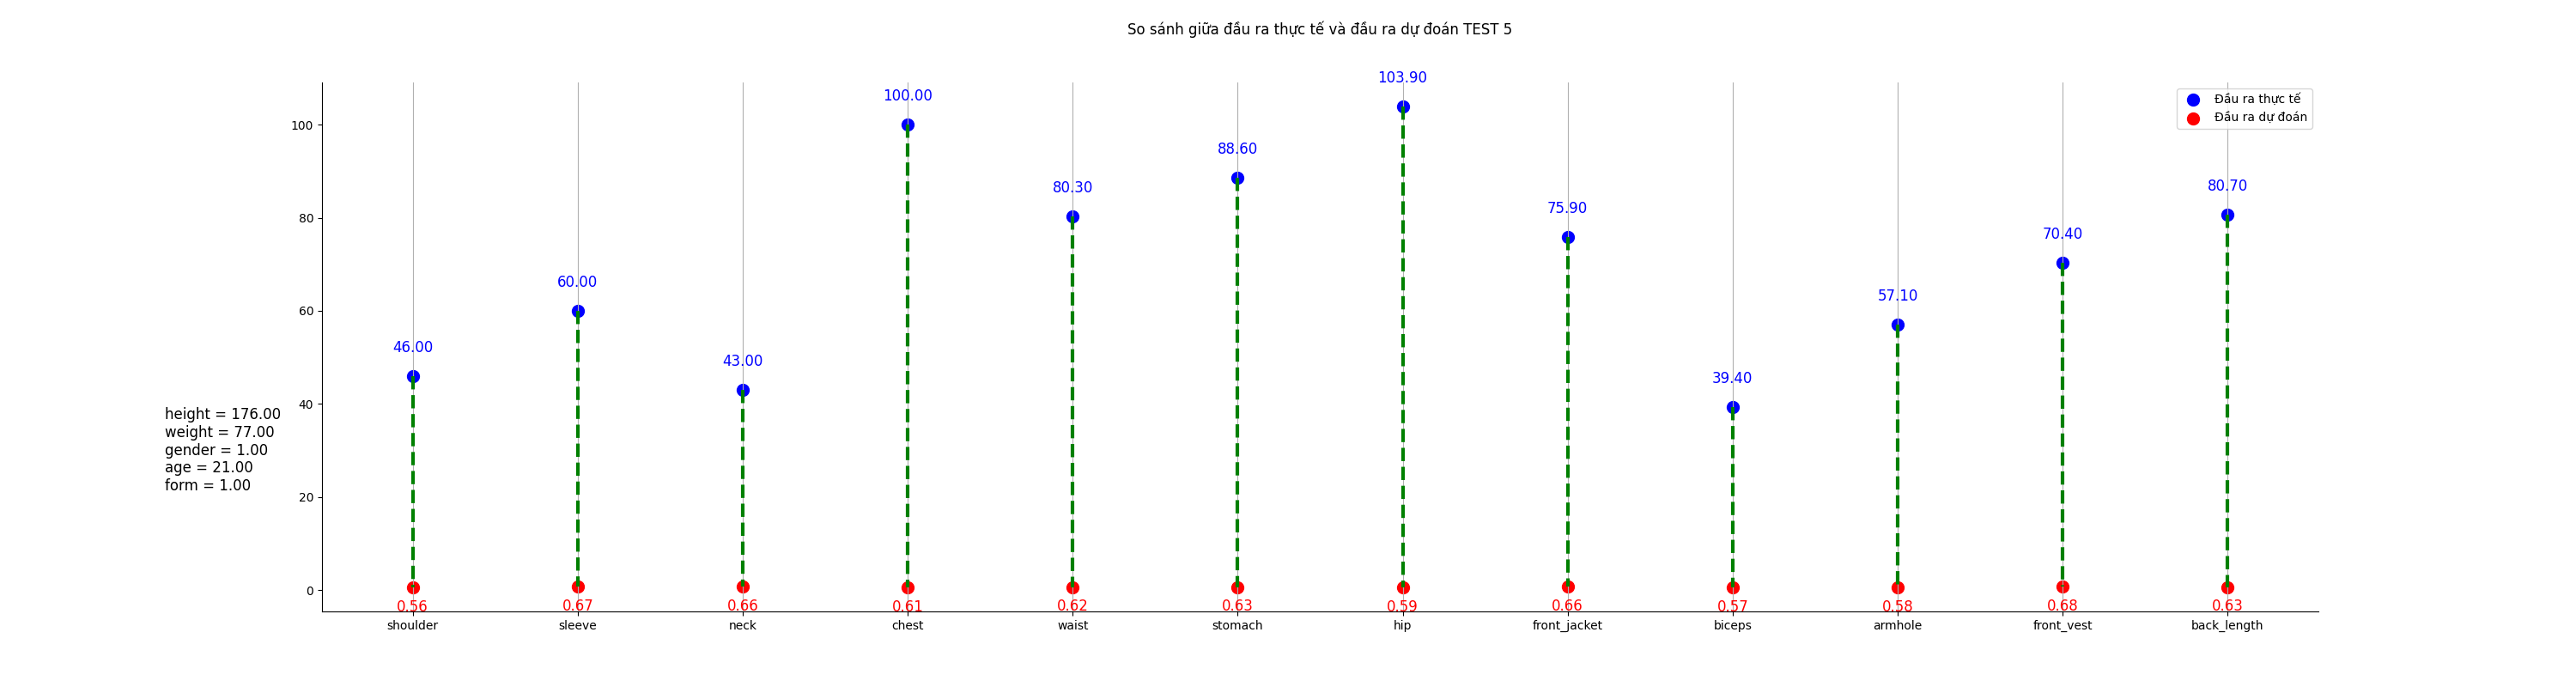 So sánh giữa đầu ra thực tế và đầu ra dự đoán TEST 5
Đầu ra thực tế
Đầu ra dự đoán
103.90
100.00
88.60
80.30
80.70
75.90
70.40
60.00
57.10
46.00
43.00
39.40
100
80
60
40
20
0
height = 176.00
weight = 77.00
gender = 1.00
age = 21.00
form = 1.00
0.56 0.67 0.66 0.61 0.62 0.63 0.59 0.66 0.57 0.58 0.68 0.63
shoulder sleeve neck chest waist stomach hip front_jacket biceps armhole front_vest back_length